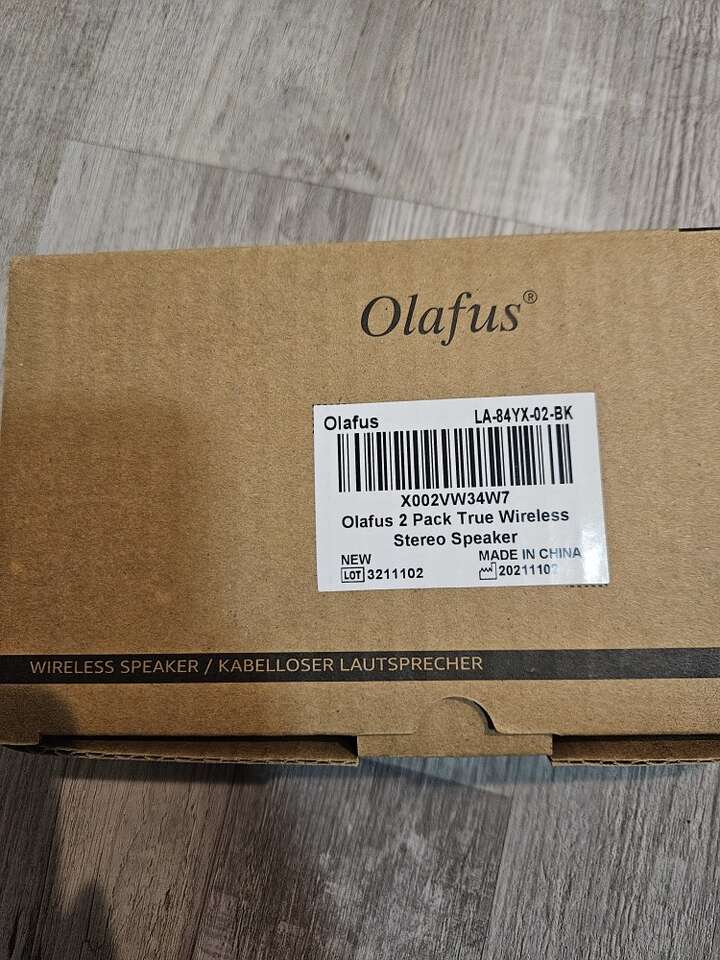 Olafus®
Olafus LA-84YX-02-BK
X002VW34W7
Olafus 2 Pack True Wireless
Stereo Speaker
NEW MADE IN CHINA
LOT 3211102 20211102
WIRELESS SPEAKER / KABELLOSER LAUTSPRECHER